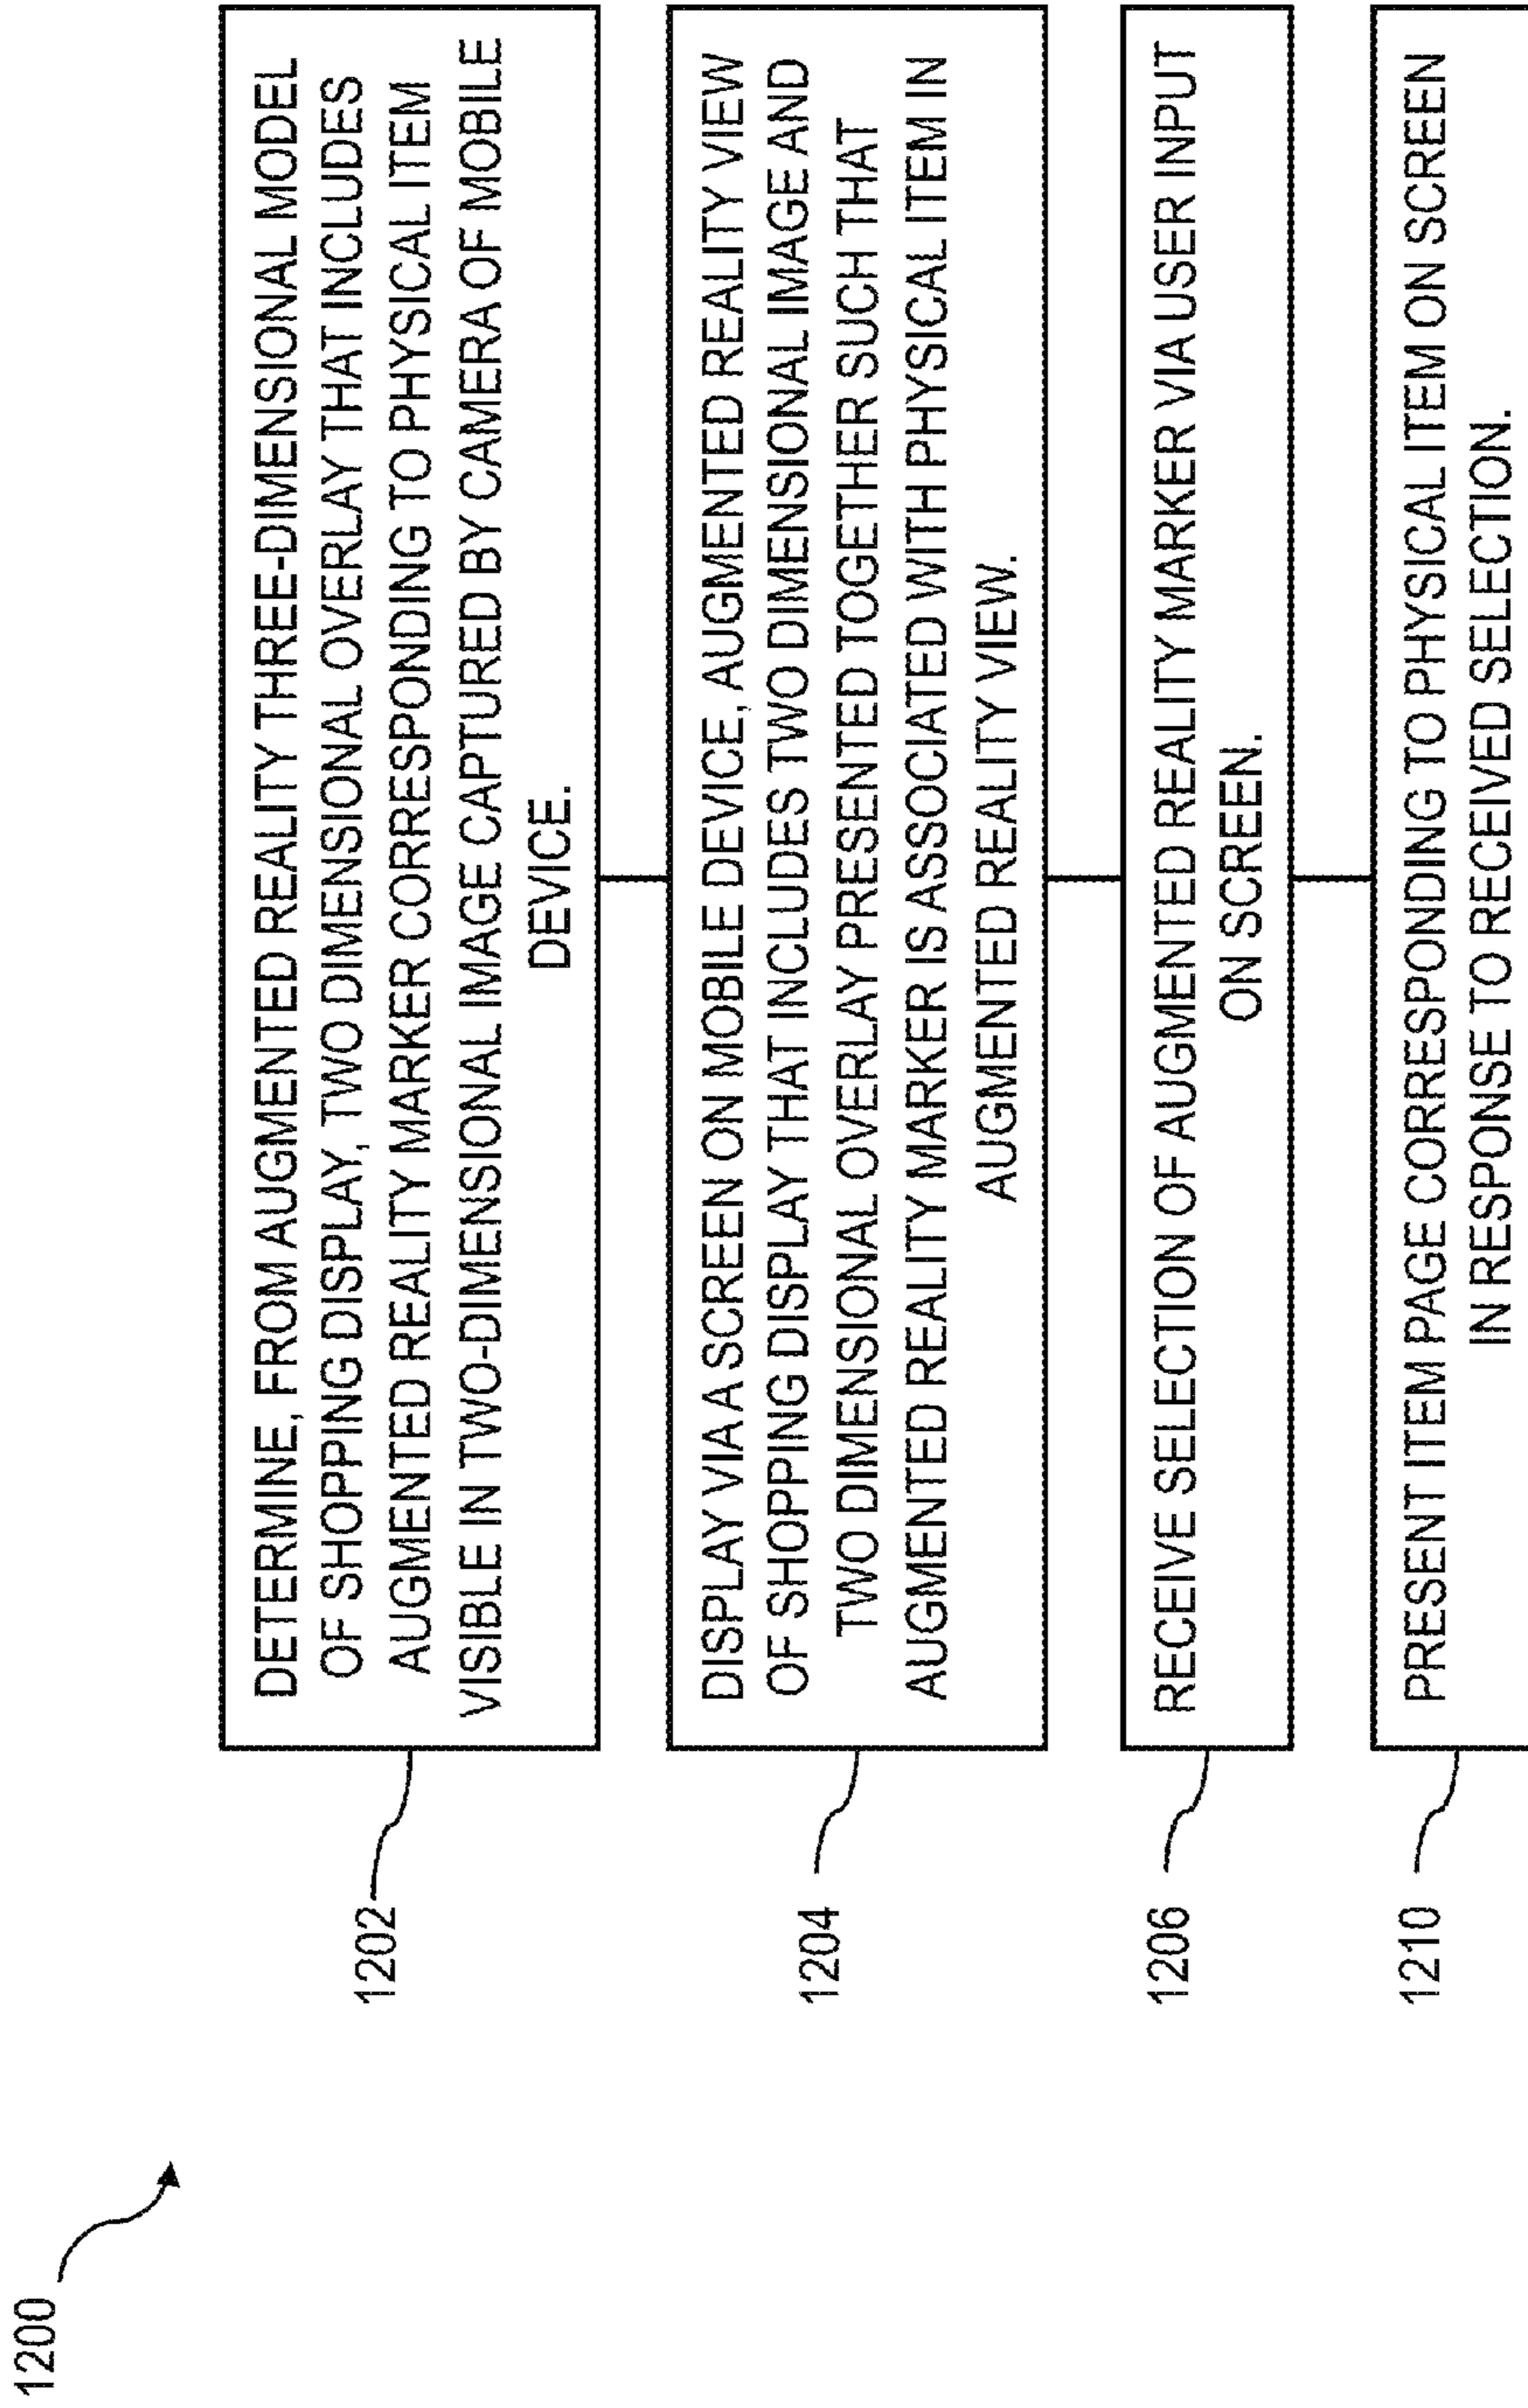 1200
1202
DETERMINE, FROM AUGMENTED REALITY THREE-DIMENSIONAL MODEL
OF SHOPPING DISPLAY, TWO DIMENSIONAL OVERLAY THAT INCLUDES
AUGMENTED REALITY MARKER CORRESPONDING TO PHYSICAL ITEM
VISIBLE IN TWO-DIMENSIONAL IMAGE CAPTURED BY CAMERA OF MOBILE
DEVICE.
1204
DISPLAY VIA A SCREEN ON MOBILE DEVICE, AUGMENTED REALITY VIEW
OF SHOPPING DISPLAY THAT INCLUDES TWO DIMENSIONAL IMAGE AND
TWO DIMENSIONAL OVERLAY PRESENTED TOGETHER SUCH THAT
AUGMENTED REALITY MARKER IS ASSOCIATED WITH PHYSICAL ITEM IN
AUGMENTED REALITY VIEW.
1206
RECEIVE SELECTION OF AUGMENTED REALITY MARKER VIA USER INPUT
ON SCREEN.
1210
PRESENT ITEM PAGE CORRESPONDING TO PHYSICAL ITEM ON SCREEN
IN RESPONSE TO RECEIVED SELECTION.